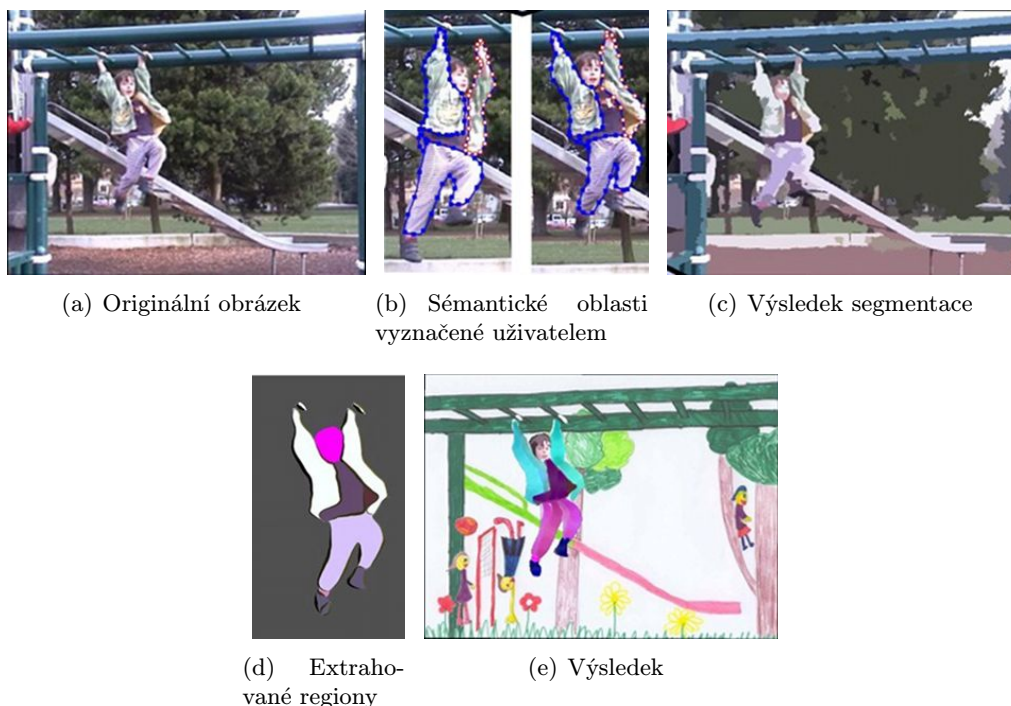 (a) Originální obrázek
(b) Sémantické oblasti
vyznačené uživatelem
(c) Výsledek segmentace
(d) Extraho-
vané regiony
(e) Výsledek